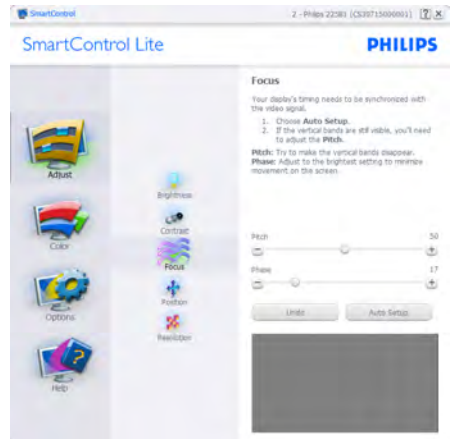 SmartControl
2 - Philips 225B1 (CS30715000001)
? X
SmartControl Lite
PHILIPS
Focus
Your display's timing needs to be synchronized with
the video signal.
1. Choose Auto Setup.
2. If the vertical bands are still visible, you'll need
to adjust the Pitch.
Pitch: Try to make the vertical bands disappear.
Phase: Adjust to the brightest setting to minimize
movement on the screen.
Adjust
Color
Options
Help
Brightness
Contrast
Focus
Position
Resolution
Pitch 50
Phase 17
Undo
Auto Setup